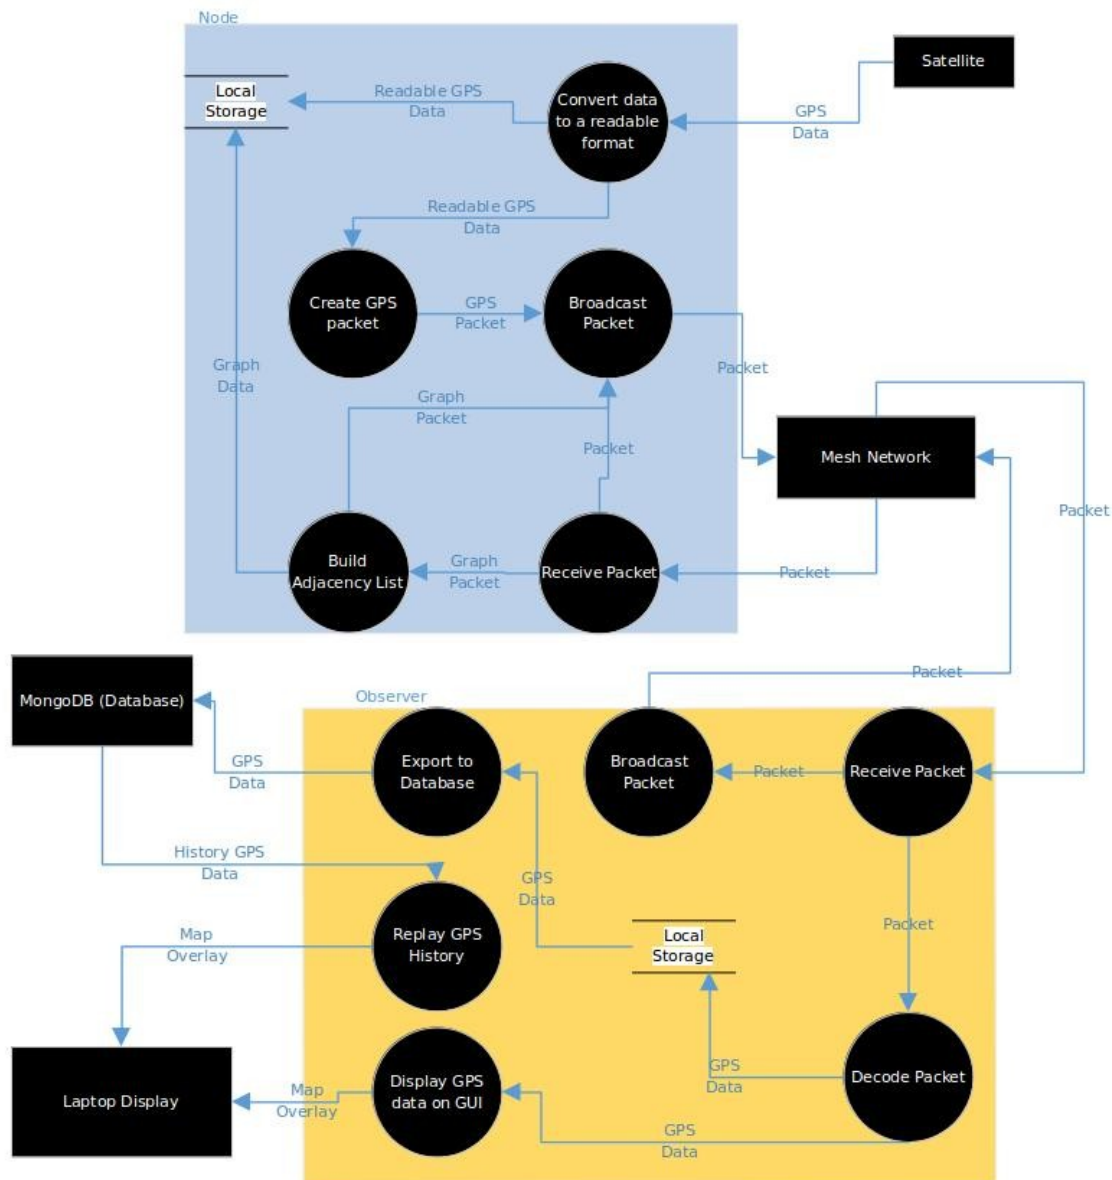 Node
Satellite
Local
Storage
Readable GPS
Data
Convert data
to a readable
format
GPS
Data
Readable GPS
Data
Create GPS
packet
GPS
Packet
Broadcast
Packet
Graph
Data
Packet
Graph
Packet
Packet
Mesh Network
Packet
Build
Adjacency List
Graph
Packet
Receive Packet
Packet
Packet
MongoDB (Database)
Observer
GPS
Data
Export to
Database
Broadcast
Packet
Packet
Receive Packet
History GPS
Data
GPS
Data
Packet
Map
Overlay
Replay GPS
History
Local
Storage
Laptop Display
Map
Overlay
Display GPS
data on GUI
GPS
Data
Decode Packet
GPS
Data